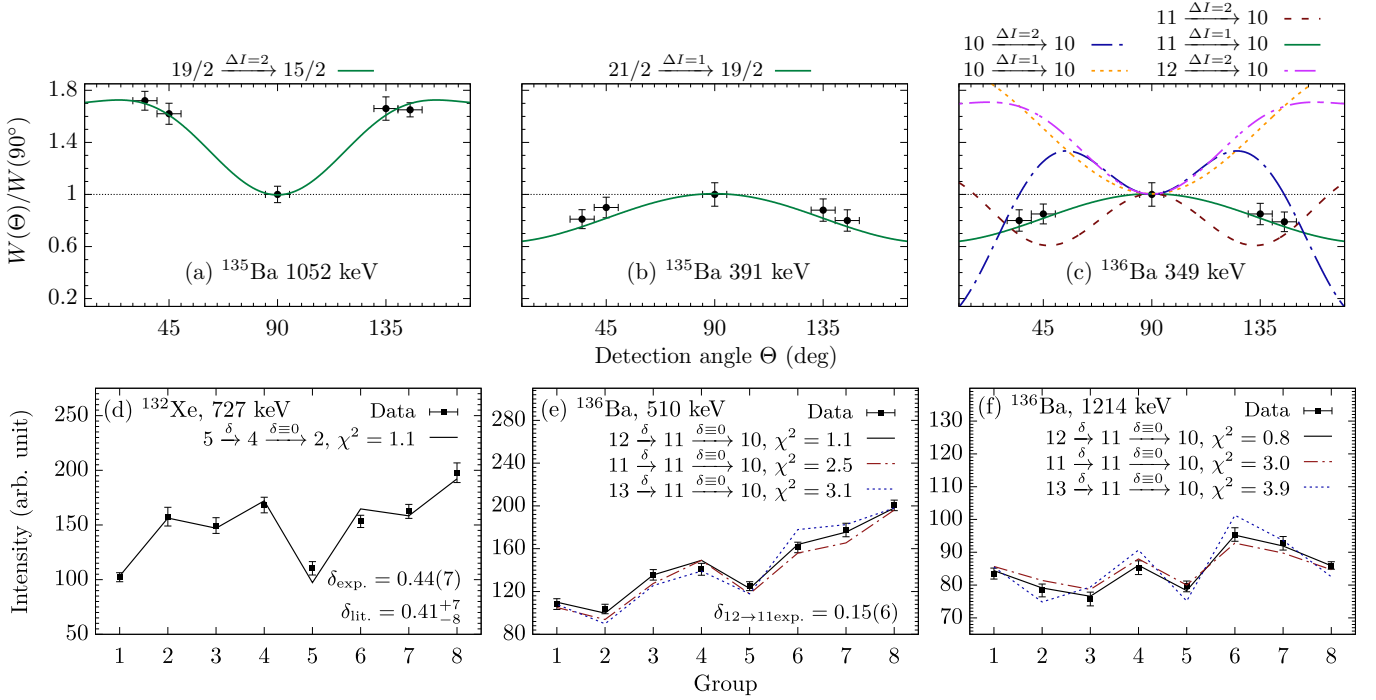 19/2 ΔI=2⟶ 15/2
21/2 ΔI=1⟶ 19/2
11 ΔI=2⟶ 10
10 ΔI=2⟶ 10
11 ΔI=1⟶ 10
10 ΔI=1⟶ 10
12 ΔI=2⟶ 10
W(Θ)/W(90°)
1.8
1.4
1
0.6
0.2
(a) ¹³⁵Ba 1052 keV
(b) ¹³⁵Ba 391 keV
(c) ¹³⁶Ba 349 keV
45 90 135
45 90 135
45 90 135
Detection angle Θ (deg)
Intensity (arb. unit)
250
200
150
100
50
(d) ¹³²Xe, 727 keV
Data
5 δ→ 4 δ≡0⟶ 2, χ² = 1.1
δexp. = 0.44(7)
δlit. = 0.41⁺⁷₋₈
1 2 3 4 5 6 7 8
280
240
200
160
120
80
(e) ¹³⁶Ba, 510 keV
Data
12 δ→ 11 δ≡0⟶ 10, χ² = 1.1
11 δ→ 11 δ≡0⟶ 10, χ² = 2.5
13 δ→ 11 δ≡0⟶ 10, χ² = 3.1
δ12→11exp. = 0.15(6)
1 2 3 4 5 6 7 8
130
120
110
100
90
80
70
(f) ¹³⁶Ba, 1214 keV
Data
12 δ→ 11 δ≡0⟶ 10, χ² = 0.8
11 δ→ 11 δ≡0⟶ 10, χ² = 3.0
13 δ→ 11 δ≡0⟶ 10, χ² = 3.9
1 2 3 4 5 6 7 8
Group